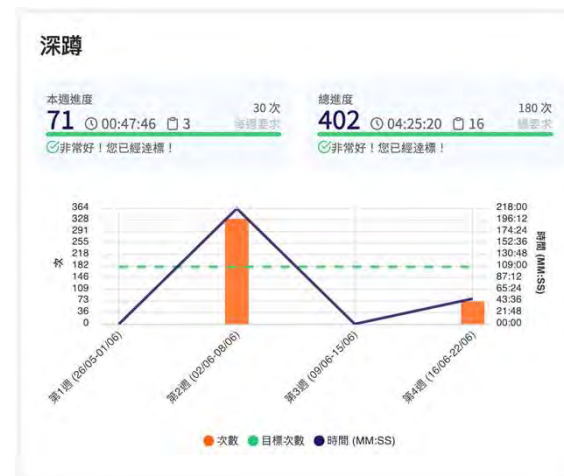 深蹲
本週進度
71 00:47:46 3
30 次
每週要求
非常好！您已經達標！
總進度
402 04:25:20 16
180 次
總要求
非常好！您已經達標！
364
328
291
255
218
182
146
109
73
36
0
次
218:00
196:12
174:24
152:36
130:48
109:00
87:12
65:24
43:36
21:48
00:00
時間 (MM:SS)
第1週 (26/05-01/06)
第2週 (02/06-08/06)
第3週 (09/06-15/06)
第4週 (16/06-22/06)
次數 目標次數 時間 (MM:SS)